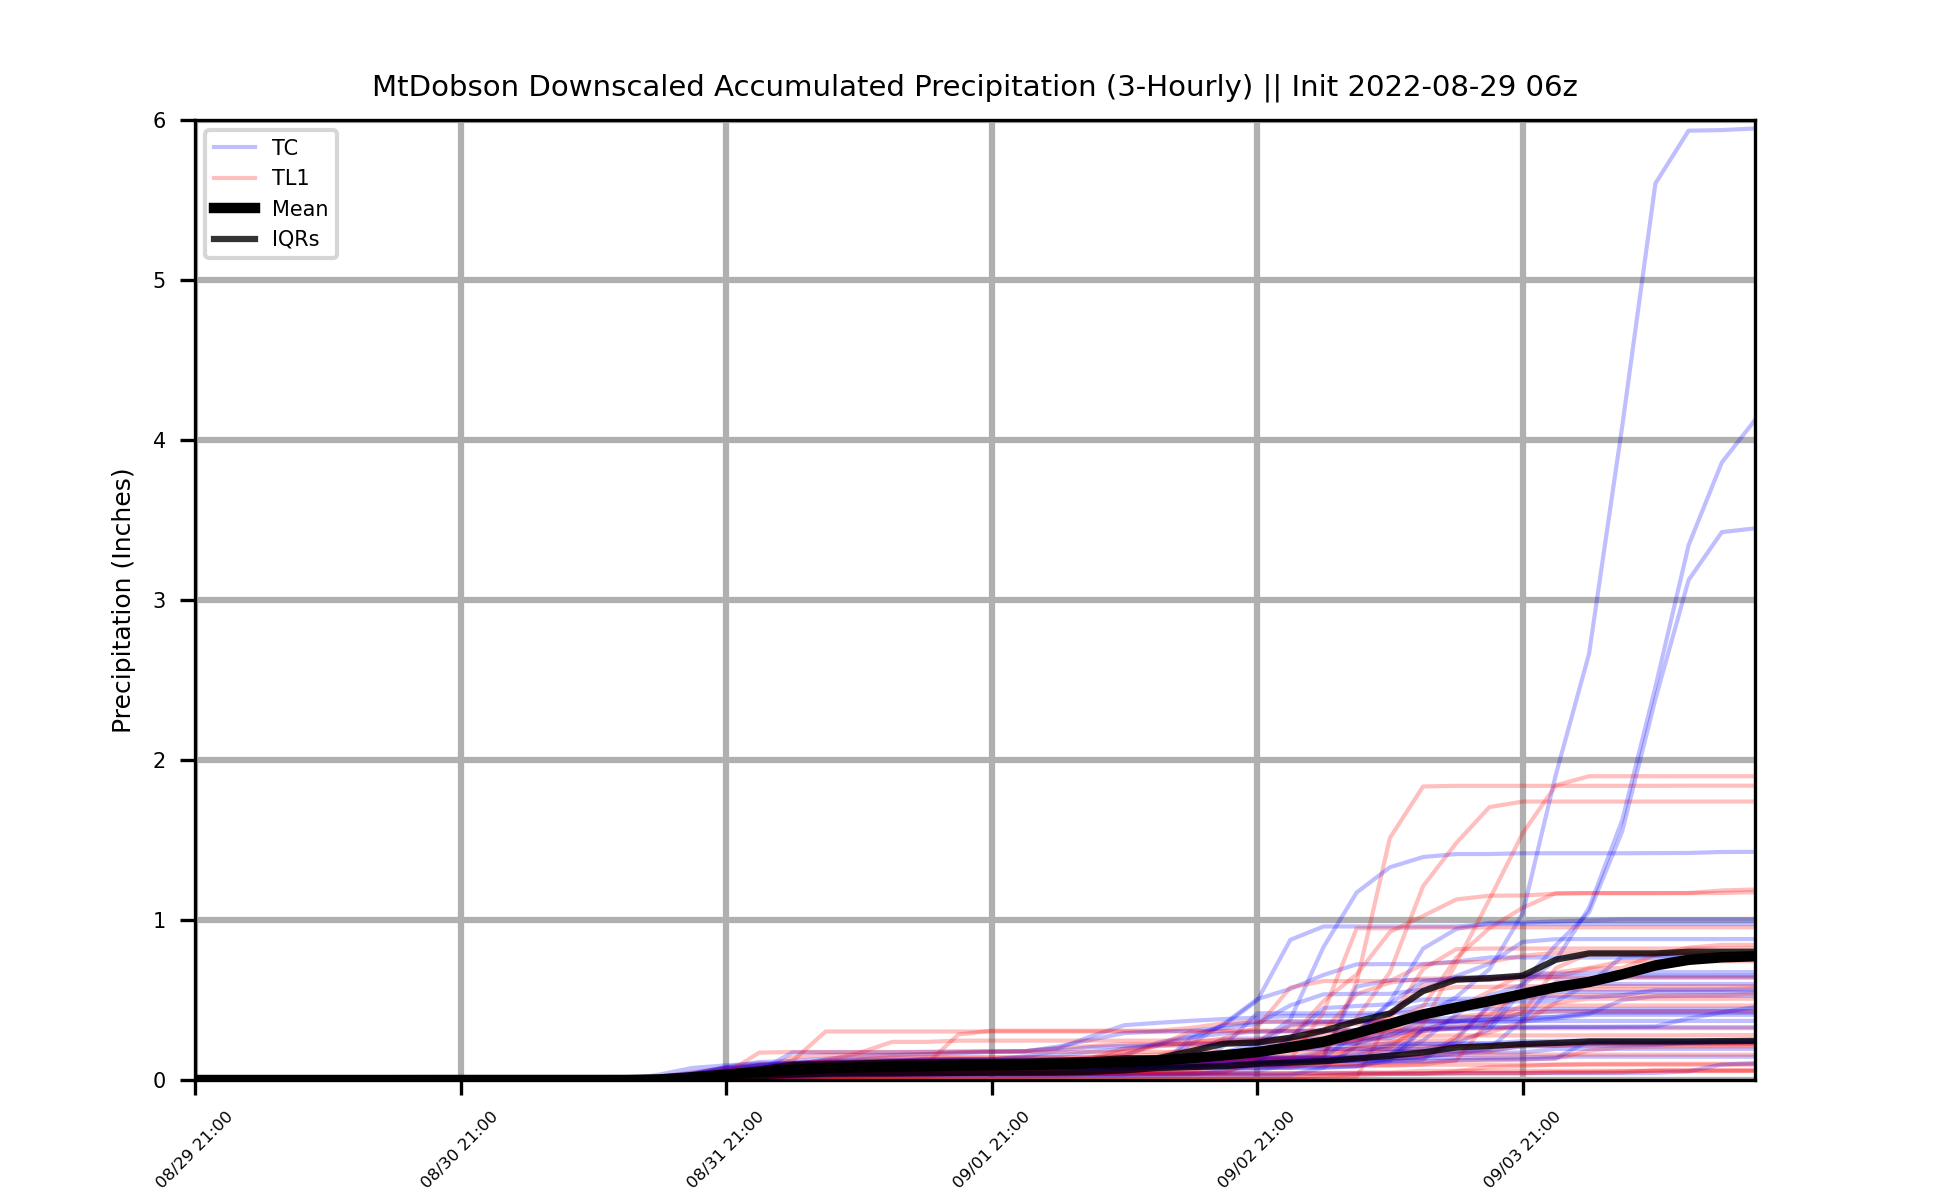 MtDobson Downscaled Accumulated Precipitation (3-Hourly) || Init 2022-08-29 06z
TC
TL1
Mean
IQRs
Precipitation (Inches)
6
5
4
3
2
1
0
08/29 21:00
08/30 21:00
08/31 21:00
09/01 21:00
09/02 21:00
09/03 21:00